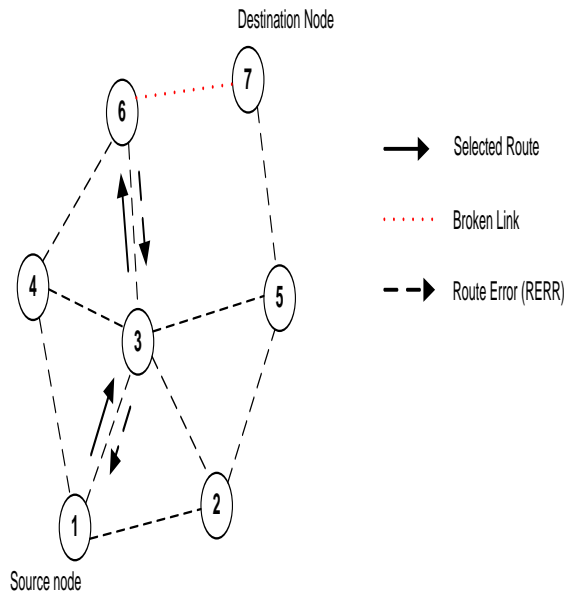 Destination Node
7
6
Selected Route
Broken Link
4
5
Route Error (RERR)
3
2
1
Source node